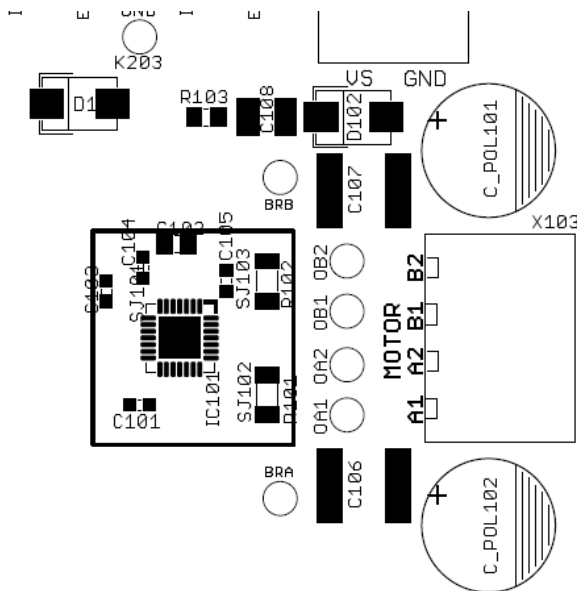 GND
K203
VS
GND
D1
R103
C108
D102
C_POL101
C107
BRB
X103
C102
C104
C105
SJ103
R102
OB2
B2
C103
SJ101
OB1
B1
MOTOR
OA2
A2
IC101
SJ102
R101
OA1
A1
C101
BRA
C106
C_POL102